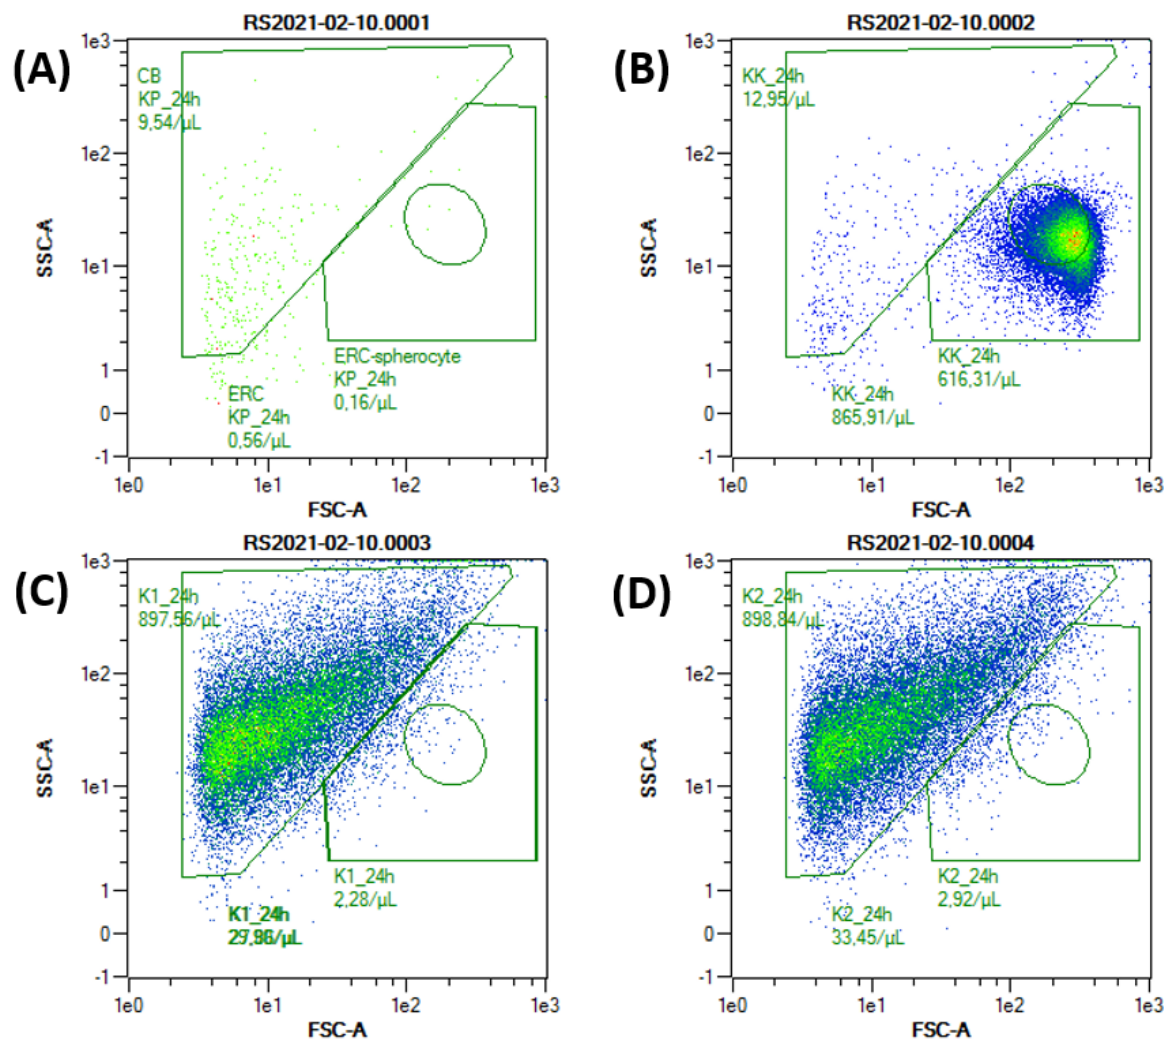 RS2021-02-10.0001
(A)
1e3
CB
KP_24h
9,54/µL
1e2
SSC-A
1e1
1
ERC-spherocyte
KP_24h
0,16/µL
ERC
KP_24h
0,56/µL
0
-1
1e0 1e1 1e2 1e3
FSC-A
RS2021-02-10.0002
(B)
1e3
KK_24h
12,95/µL
1e2
SSC-A
1e1
1
KK_24h
616,31/µL
KK_24h
865,91/µL
0
-1
1e0 1e1 1e2 1e3
FSC-A
RS2021-02-10.0003
(C)
1e3
K1_24h
897,56/µL
1e2
SSC-A
1e1
1
K1_24h
2,28/µL
K1_24h
0
-1
1e0 1e1 1e2 1e3
FSC-A
RS2021-02-10.0004
(D)
1e3
K2_24h
898,84/µL
1e2
SSC-A
1e1
1
K2_24h
2,92/µL
K2_24h
33,45/µL
0
-1
1e0 1e1 1e2 1e3
FSC-A